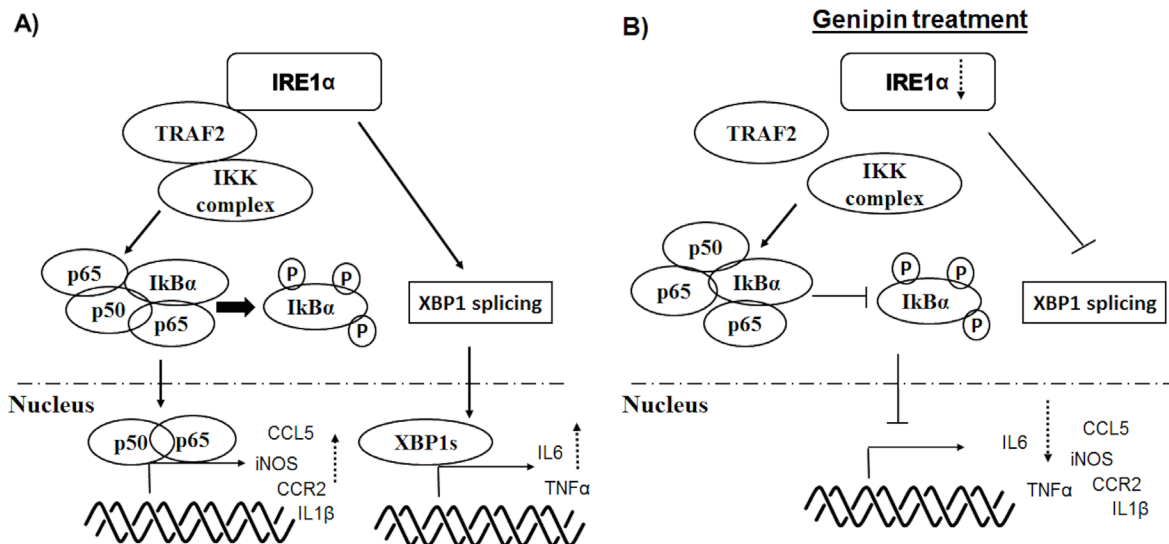 A)
IRE1α
TRAF2
IKK
complex
p65
IkBα
p50
p65
P
P
IkBα
P
XBP1 splicing
Nucleus
p50
p65
CCL5
iNOS
CCR2
IL1β
XBP1s
IL6
TNFα
B)
Genipin treatment
IRE1α
TRAF2
IKK
complex
p50
IkBα
p65
p65
P
P
IkBα
P
XBP1 splicing
Nucleus
IL6
CCL5
iNOS
TNFα
CCR2
IL1β